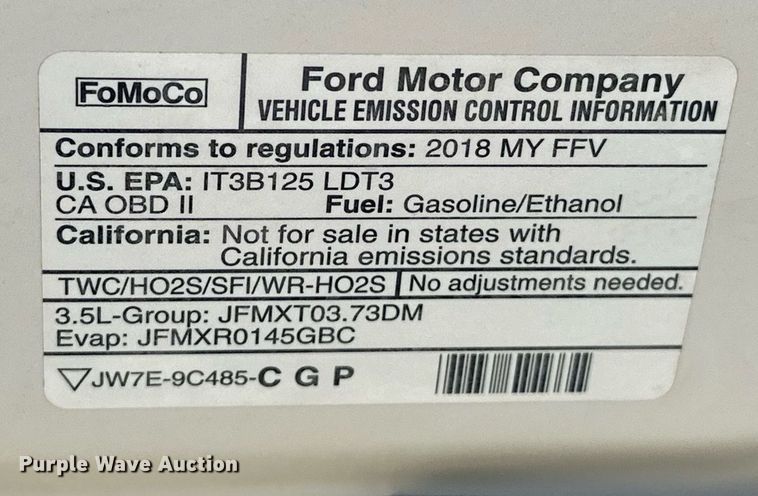 FoMoCo
Ford Motor Company
VEHICLE EMISSION CONTROL INFORMATION
Conforms to regulations: 2018 MY FFV
U.S. EPA: IT3B125 LDT3
CA OBD II Fuel: Gasoline/Ethanol
California: Not for sale in states with
California emissions standards.
TWC/HO2S/SFI/WR-HO2S No adjustments needed.
3.5L-Group: JFMXT03.73DM
Evap: JFMXR0145GBC
▽JW7E-9C485-C G P
Purple Wave Auction